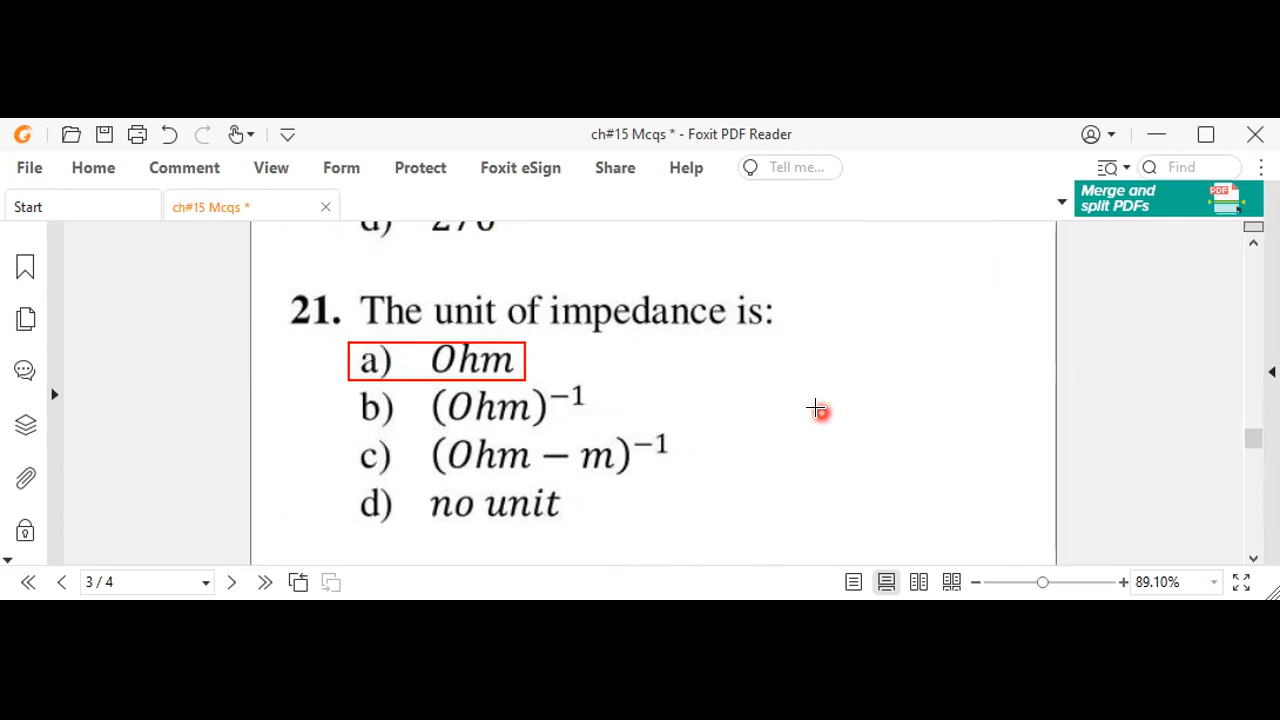 ch#15 Mcqs * - Foxit PDF Reader
File Home Comment View Form Protect Foxit eSign Share Help Tell me... Find
Start ch#15 Mcqs *
Merge and
split PDFs
PDF
21. The unit of impedance is:
a) Ohm
b) (Ohm)⁻¹
c) (Ohm − m)⁻¹
d) no unit
3 / 4 89.10%